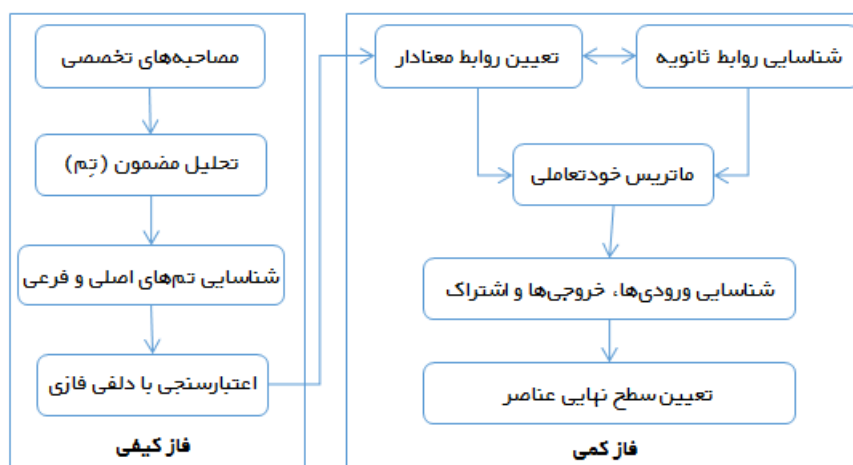 مصاحبه‌های تخصصی
تحلیل مضمون (تِم)
شناسایی تم‌های اصلی و فرعی
اعتبارسنجی با دلفی فازی
فاز کیفی
تعیین روابط معنادار
شناسایی روابط ثانویه
ماتریس خودتعاملی
شناسایی ورودی‌ها، خروجی‌ها و اشتراک
تعیین سطح نهایی عناصر
فاز کمی